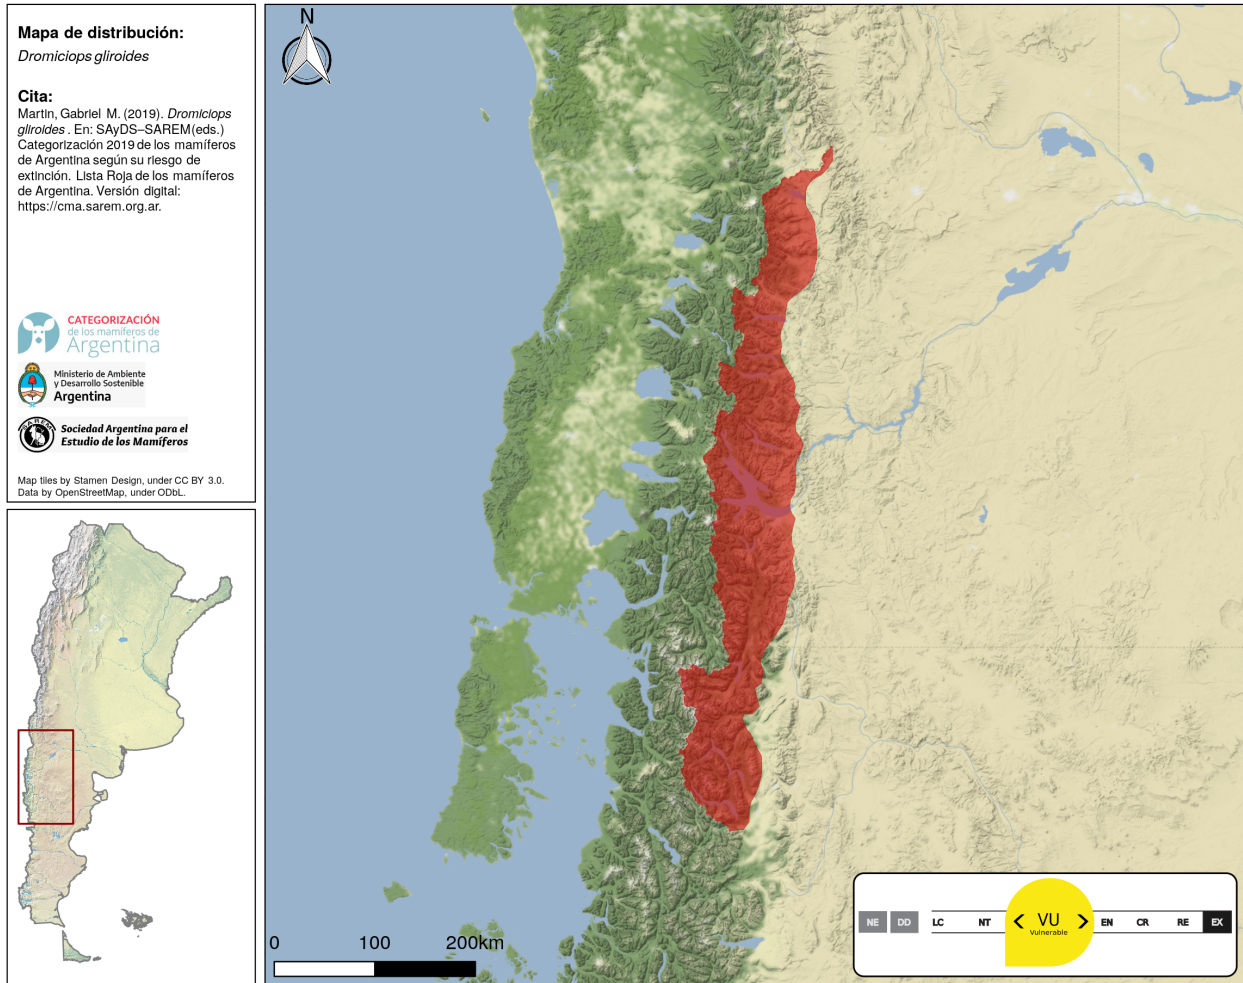 Mapa de distribución:
Dromiciops gliroides
Cita:
Martin, Gabriel M. (2019). Dromiciops
gliroides . En: SAyDS–SAREM(eds.)
Categorización 2019 de los mamíferos
de Argentina según su riesgo de
extinción. Lista Roja de los mamíferos
de Argentina. Versión digital:
https://cma.sarem.org.ar.
CATEGORIZACIÓN
de los mamíferos de
Argentina
Ministerio de Ambiente
y Desarrollo Sostenible
Argentina
SAREM
Sociedad Argentina para el
Estudio de los Mamíferos
Map tiles by Stamen Design, under CC BY 3.0.
Data by OpenStreetMap, under ODbL.
N
0 100 200km
NE DD LC NT < VU > EN CR RE EX
Vulnerable